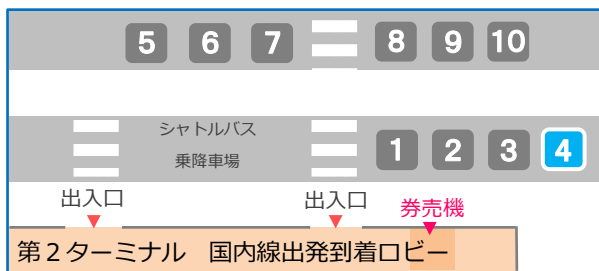 5 6 7 8 9 10
シャトルバス
乗降車場
1 2 3 4
出入口 出入口 券売機
第2ターミナル 国内線出発到着ロビー